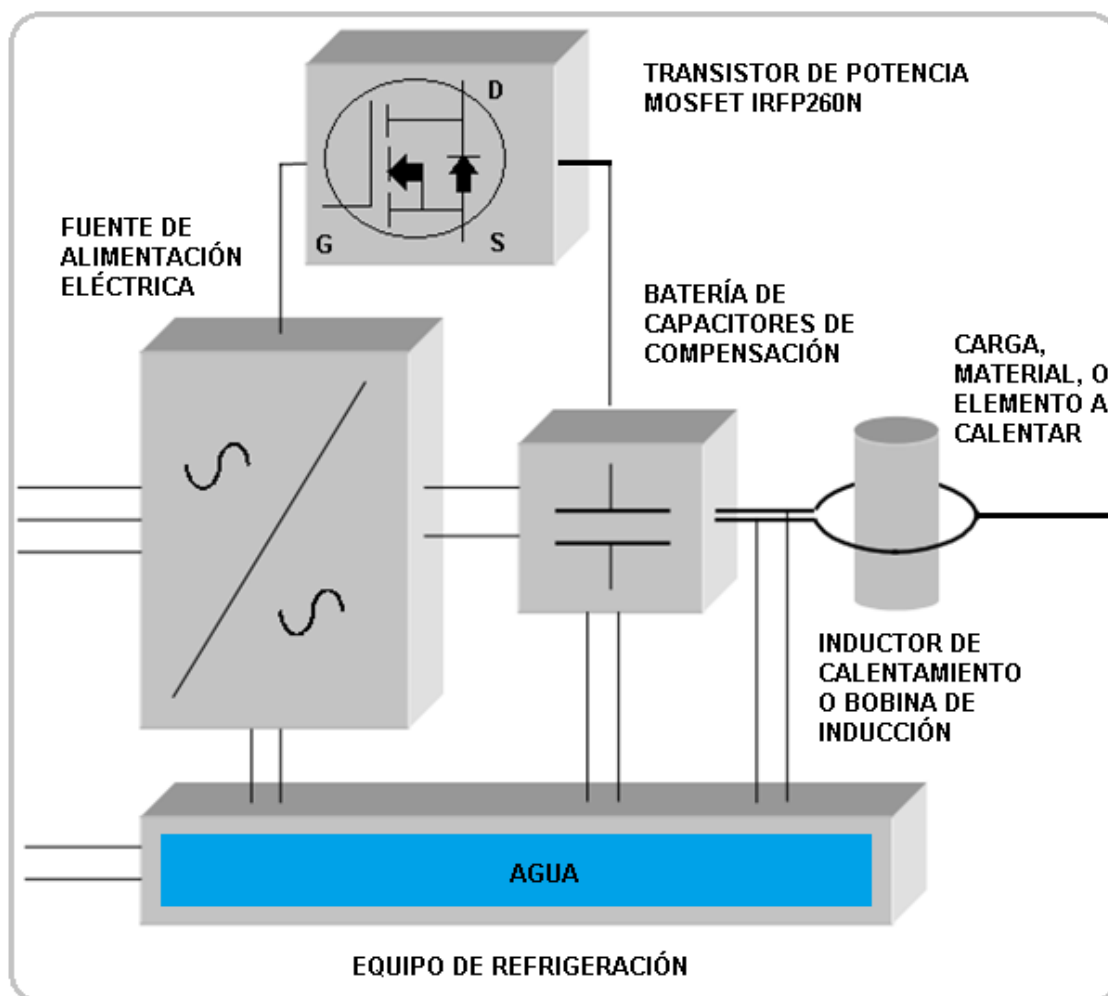 TRANSISTOR DE POTENCIA
MOSFET IRFP260N
D
G
S
FUENTE DE
ALIMENTACIÓN
ELÉCTRICA
BATERÍA DE
CAPACITORES DE
COMPENSACIÓN
CARGA,
MATERIAL, O
ELEMENTO A
CALENTAR
INDUCTOR DE
CALENTAMIENTO
O BOBINA DE
INDUCCIÓN
AGUA
EQUIPO DE REFRIGERACIÓN